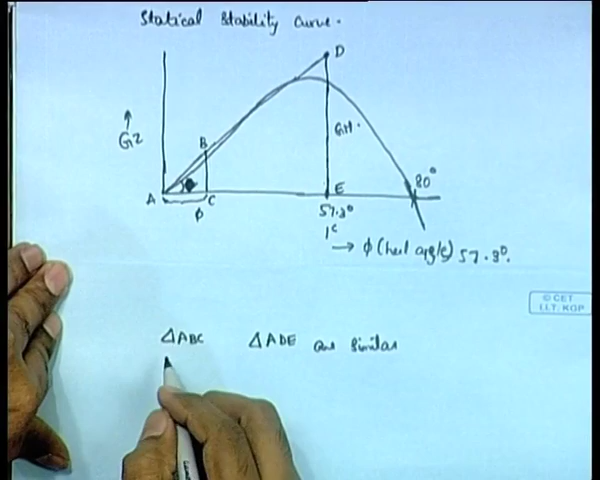 Statical Stability Curve.
D
↑
GZ
B
GM.
80°
A
C
E
φ
57.3°
1ᶜ
→ φ (heel angle) 57.3°.
© CET
I.I.T. KGP
ΔABC ΔADE are similar